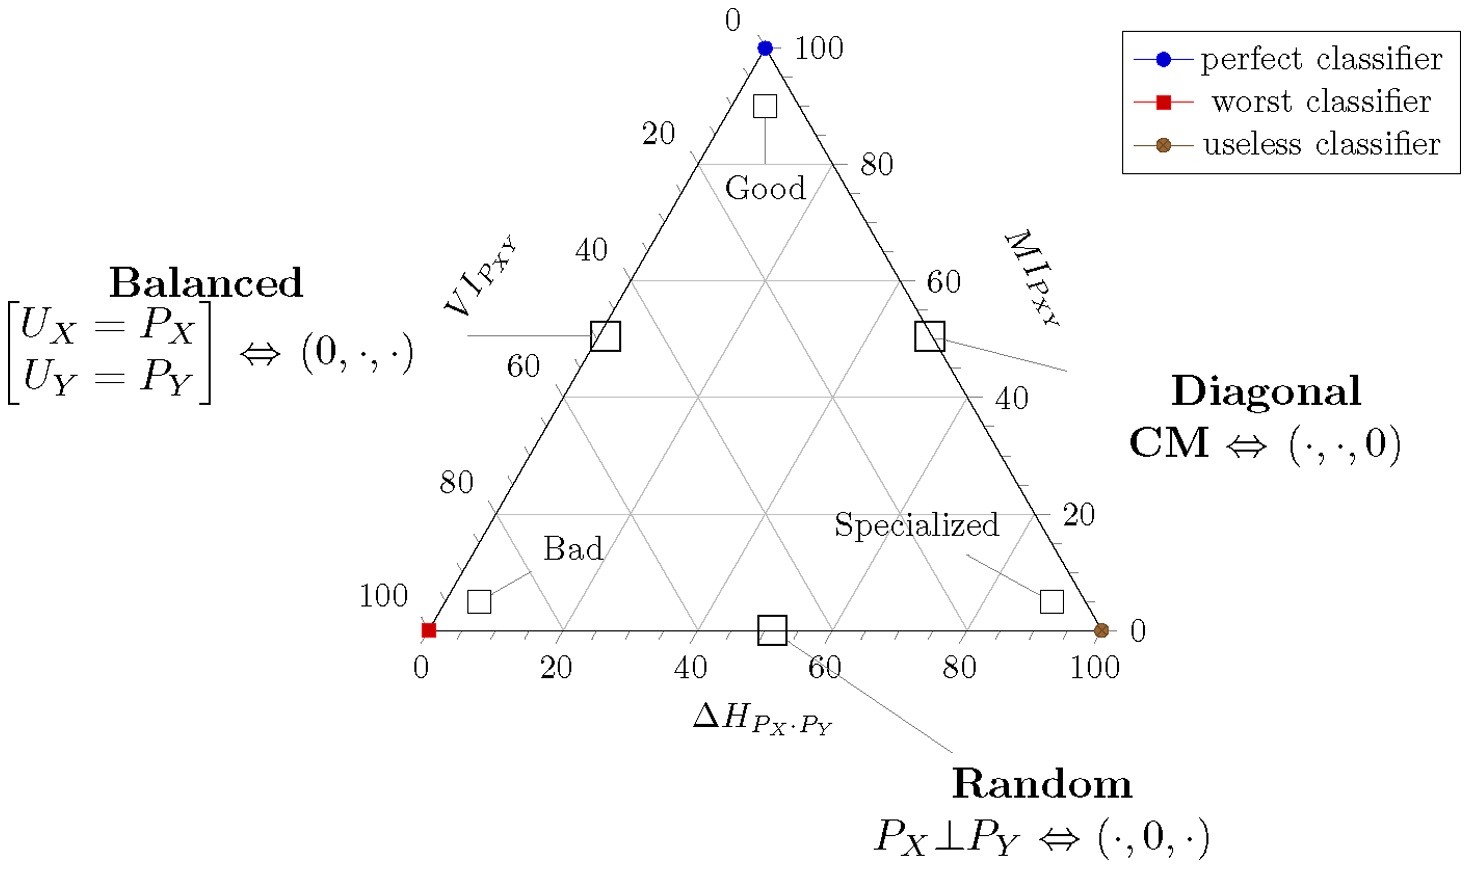 0
100
perfect classifier
worst classifier
useless classifier
20
80
Good
40
60
VI_{P_{XY}}
MI_{P_{XY}}
Balanced
[U_X = P_X
U_Y = P_Y] ⇔ (0, ·, ·)
60
40
Diagonal
CM ⇔ (·, ·, 0)
80
20
Specialized
Bad
100
0
0 20 40 60 80 100
ΔH_{P_X·P_Y}
Random
P_X⊥P_Y ⇔ (·, 0, ·)